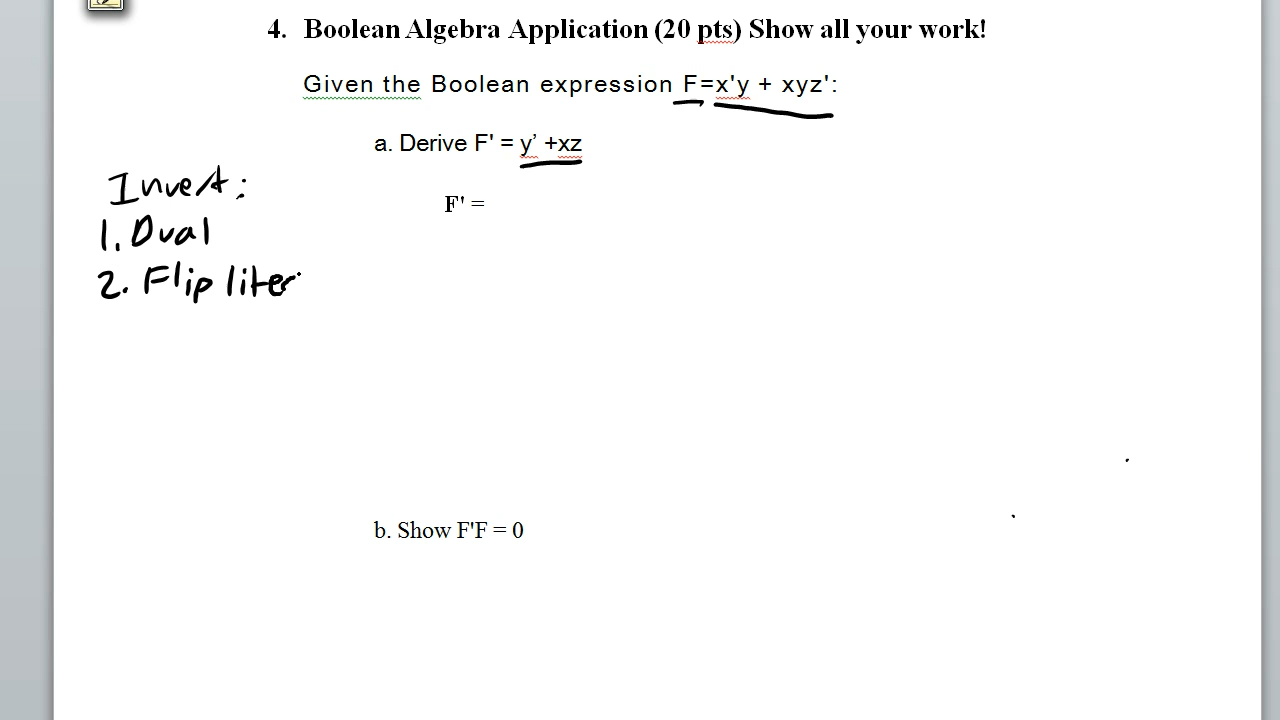 4. Boolean Algebra Application (20 pts) Show all your work!
Given the Boolean expression F=x'y + xyz':
a. Derive F' = y’ +xz
Invert:
F' =
1. Dual
2. Flip liter
b. Show F'F = 0